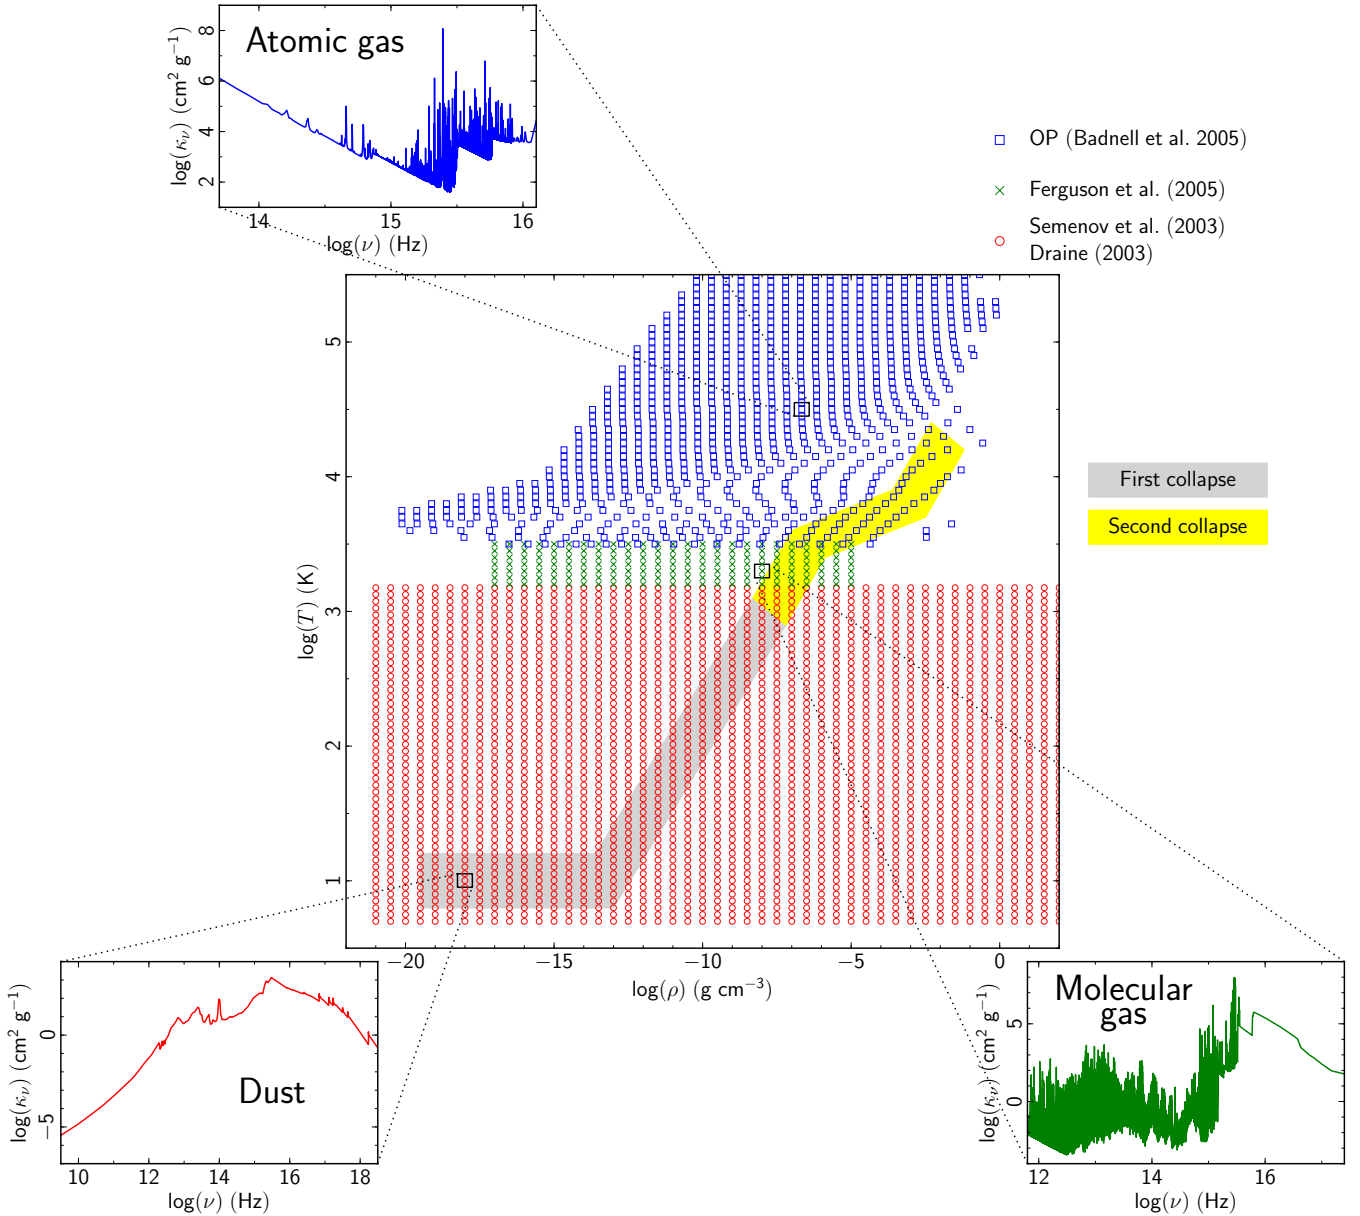 Atomic gas
log(κν) (cm² g⁻¹)
8
6
4
2
14 15 16
log(ν) (Hz)
OP (Badnell et al. 2005)
Ferguson et al. (2005)
Semenov et al. (2003)
Draine (2003)
log(T) (K)
5
4
3
2
1
−20 −15 −10 −5 0
log(ρ) (g cm⁻³)
First collapse
Second collapse
Dust
log(κν) (cm² g⁻¹)
0
−5
10 12 14 16 18
log(ν) (Hz)
Molecular
gas
log(κν) (cm² g⁻¹)
5
0
12 14 16
log(ν) (Hz)